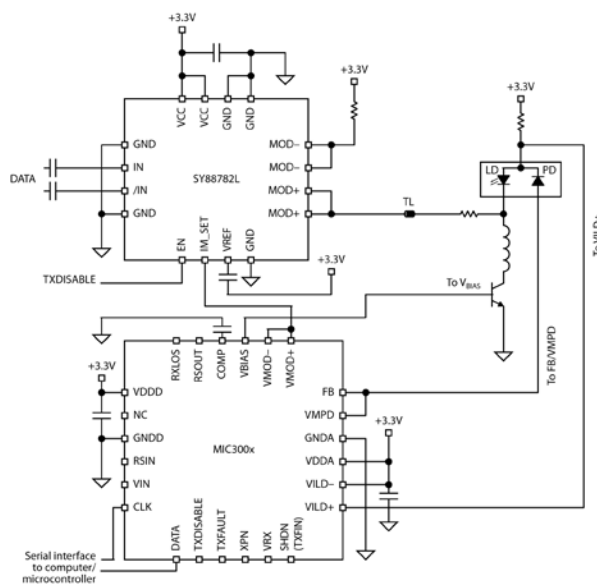 +3.3V
+3.3V
+3.3V
VCC
VCC
GND
GND
GND
IN
/IN
GND
DATA
SY88782L
MOD–
MOD–
MOD+
MOD+
EN
IM_SET
VREF
GND
TL
LD
PD
TXDISABLE
+3.3V
To VBIAS
To VILD+
To FB/VMPD
+3.3V
RXLOS
RSOUT
COMP
VBIAS
VMOD–
VMOD+
VDDD
NC
GNDD
RSIN
VIN
CLK
MIC300x
FB
VMPD
GNDA
VDDA
VILD–
VILD+
+3.3V
DATA
TXDISABLE
TXFAULT
XPN
VRX
SHDN
(TXFIN)
Serial interface
to computer/
microcontroller